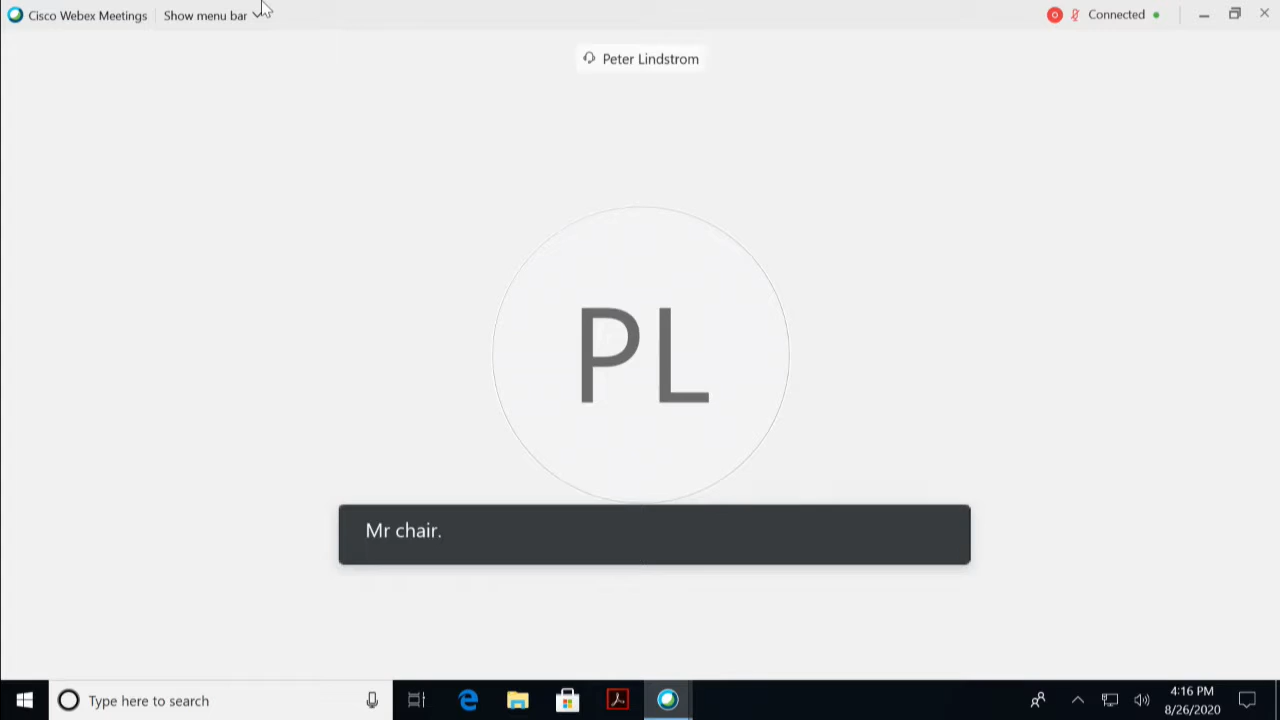 Cisco Webex Meetings
Show menu bar
Connected
Peter Lindstrom
PL
Mr chair.
Type here to search
4:16 PM
8/26/2020